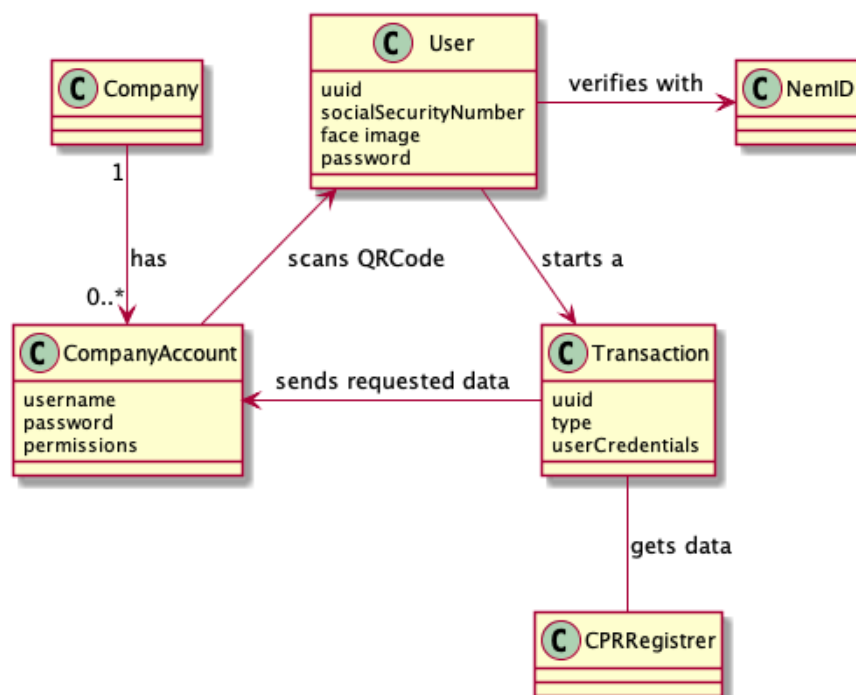 C User
C Company
C NemID
uuid
socialSecurityNumber
face image
password
verifies with
1
has
scans QRCode
starts a
0..*
C CompanyAccount
username
password
permissions
sends requested data
C Transaction
uuid
type
userCredentials
gets data
C CPRRegistrer